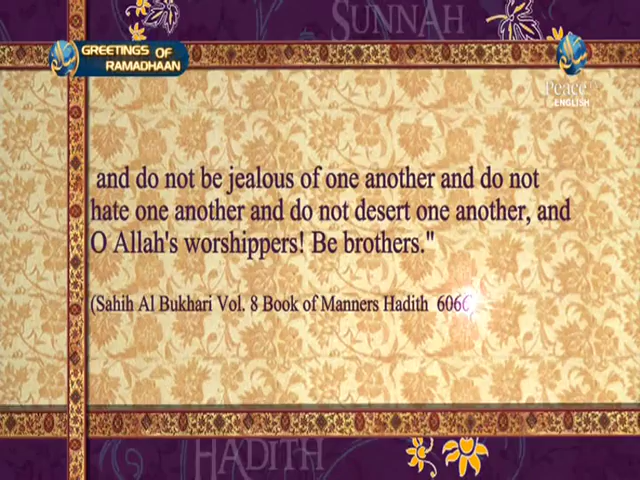 SUNNAH
GREETINGS OF
RAMADHAAN
Peace TV
ENGLISH
and do not be jealous of one another and do not
hate one another and do not desert one another, and
O Allah's worshippers! Be brothers."
(Sahih Al Bukhari Vol. 8 Book of Manners Hadith 606
HADITH